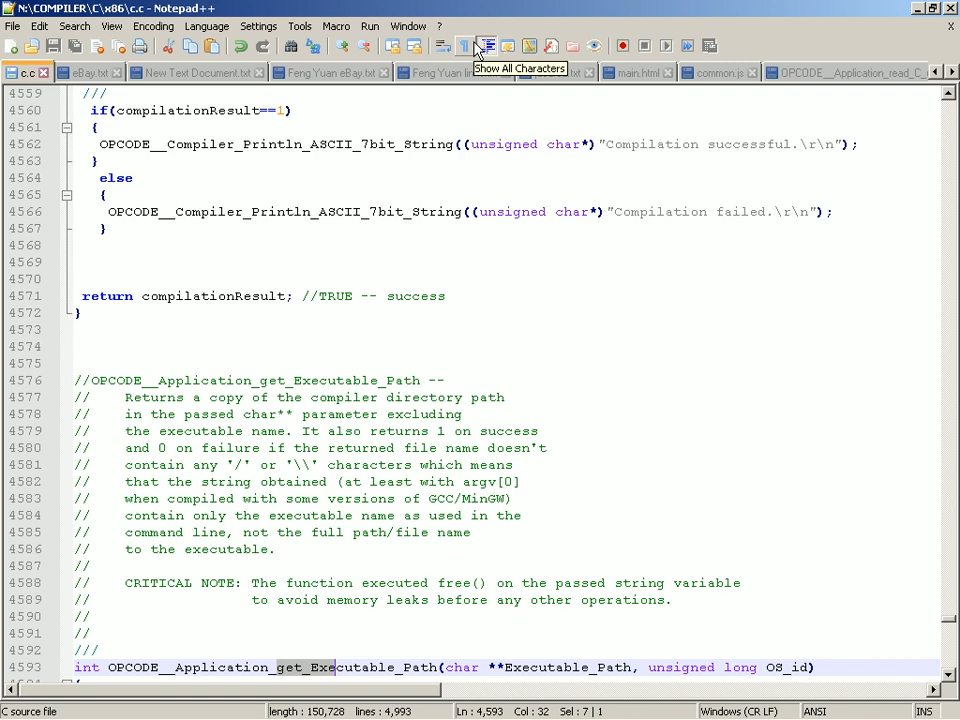 N:\COMPILER\C\x86\c.c - Notepad++
File Edit Search View Encoding Language Settings Tools Macro Run Window ? X
Show All Characters
c.c eBay.txt New Text Document.txt Feng Yuan eBay.txt Feng Yuan lin .txt main.html common.js OPCODE__Application_read_C_
4559 ///
4560 if(compilationResult==1)
4561 {
4562 OPCODE__Compiler_Println_ASCII_7bit_String((unsigned char*)"Compilation successful.\r\n");
4563 }
4564 else
4565 {
4566 OPCODE__Compiler_Println_ASCII_7bit_String((unsigned char*)"Compilation failed.\r\n");
4567 }
4568
4569
4570
4571 return compilationResult; //TRUE -- success
4572 }
4573
4574
4575
4576 //OPCODE__Application_get_Executable_Path --
4577 // Returns a copy of the compiler directory path
4578 // in the passed char** parameter excluding
4579 // the executable name. It also returns 1 on success
4580 // and 0 on failure if the returned file name doesn't
4581 // contain any '/' or '\\' characters which means
4582 // that the string obtained (at least with argv[0]
4583 // when compiled with some versions of GCC/MinGW)
4584 // contain only the executable name as used in the
4585 // command line, not the full path/file name
4586 // to the executable.
4587 //
4588 // CRITICAL NOTE: The function executed free() on the passed string variable
4589 // to avoid memory leaks before any other operations.
4590 //
4591 //
4592 ///
4593 int OPCODE__Application_get_Executable_Path(char **Executable_Path, unsigned long OS_id)
C source file length : 150,728 lines : 4,993 Ln : 4,593 Col : 32 Sel : 7 | 1 Windows (CR LF) ANSI INS